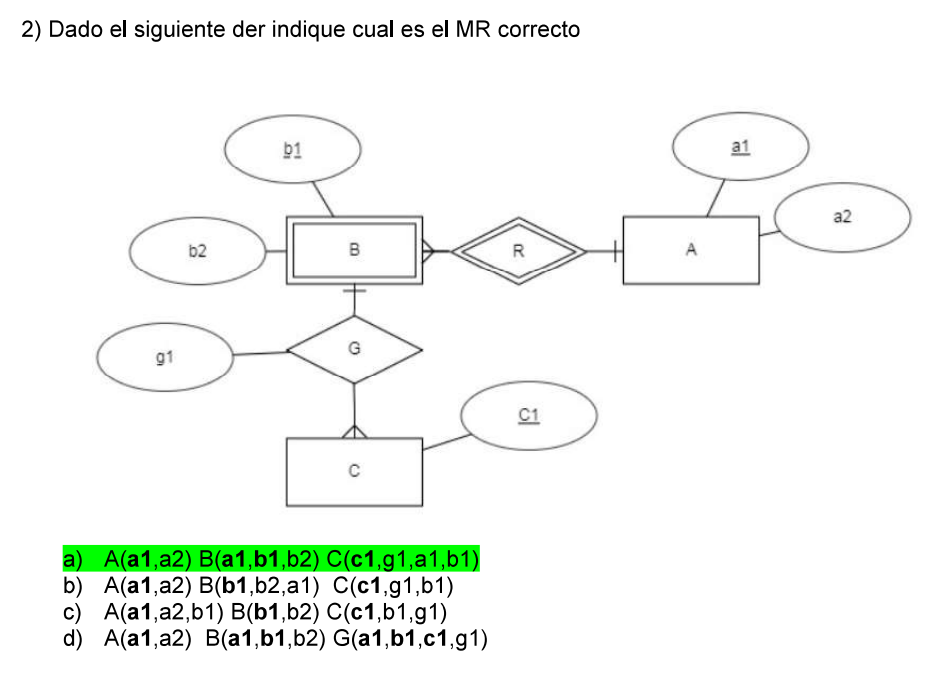 2) Dado el siguiente der indique cual es el MR correcto
b1
a1
a2
b2
B
R
A
g1
G
C1
C
a) A(a1,a2) B(a1,b1,b2) C(c1,g1,a1,b1)
b) A(a1,a2) B(b1,b2,a1) C(c1,g1,b1)
c) A(a1,a2,b1) B(b1,b2) C(c1,b1,g1)
d) A(a1,a2) B(a1,b1,b2) G(a1,b1,c1,g1)